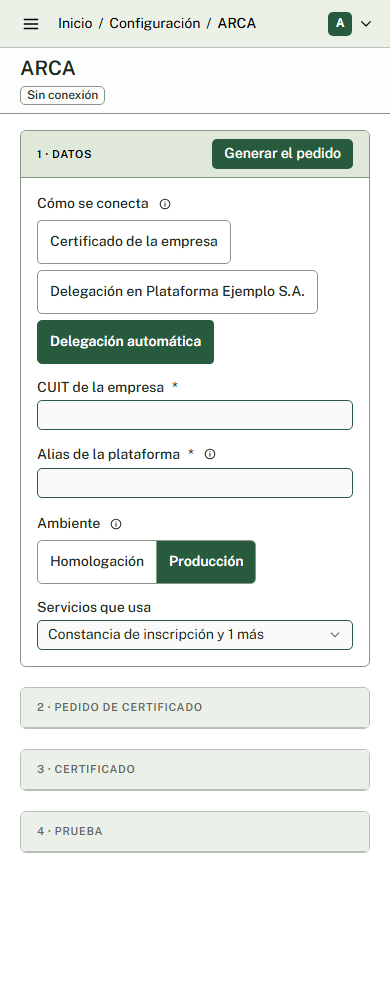 Inicio / Configuración / ARCA
A
ARCA
Sin conexión
1 · DATOS
Generar el pedido
Cómo se conecta
Certificado de la empresa
Delegación en Plataforma Ejemplo S.A.
Delegación automática
CUIT de la empresa *
Alias de la plataforma *
Ambiente
Homologación
Producción
Servicios que usa
Constancia de inscripción y 1 más
2 · PEDIDO DE CERTIFICADO
3 · CERTIFICADO
4 · PRUEBA